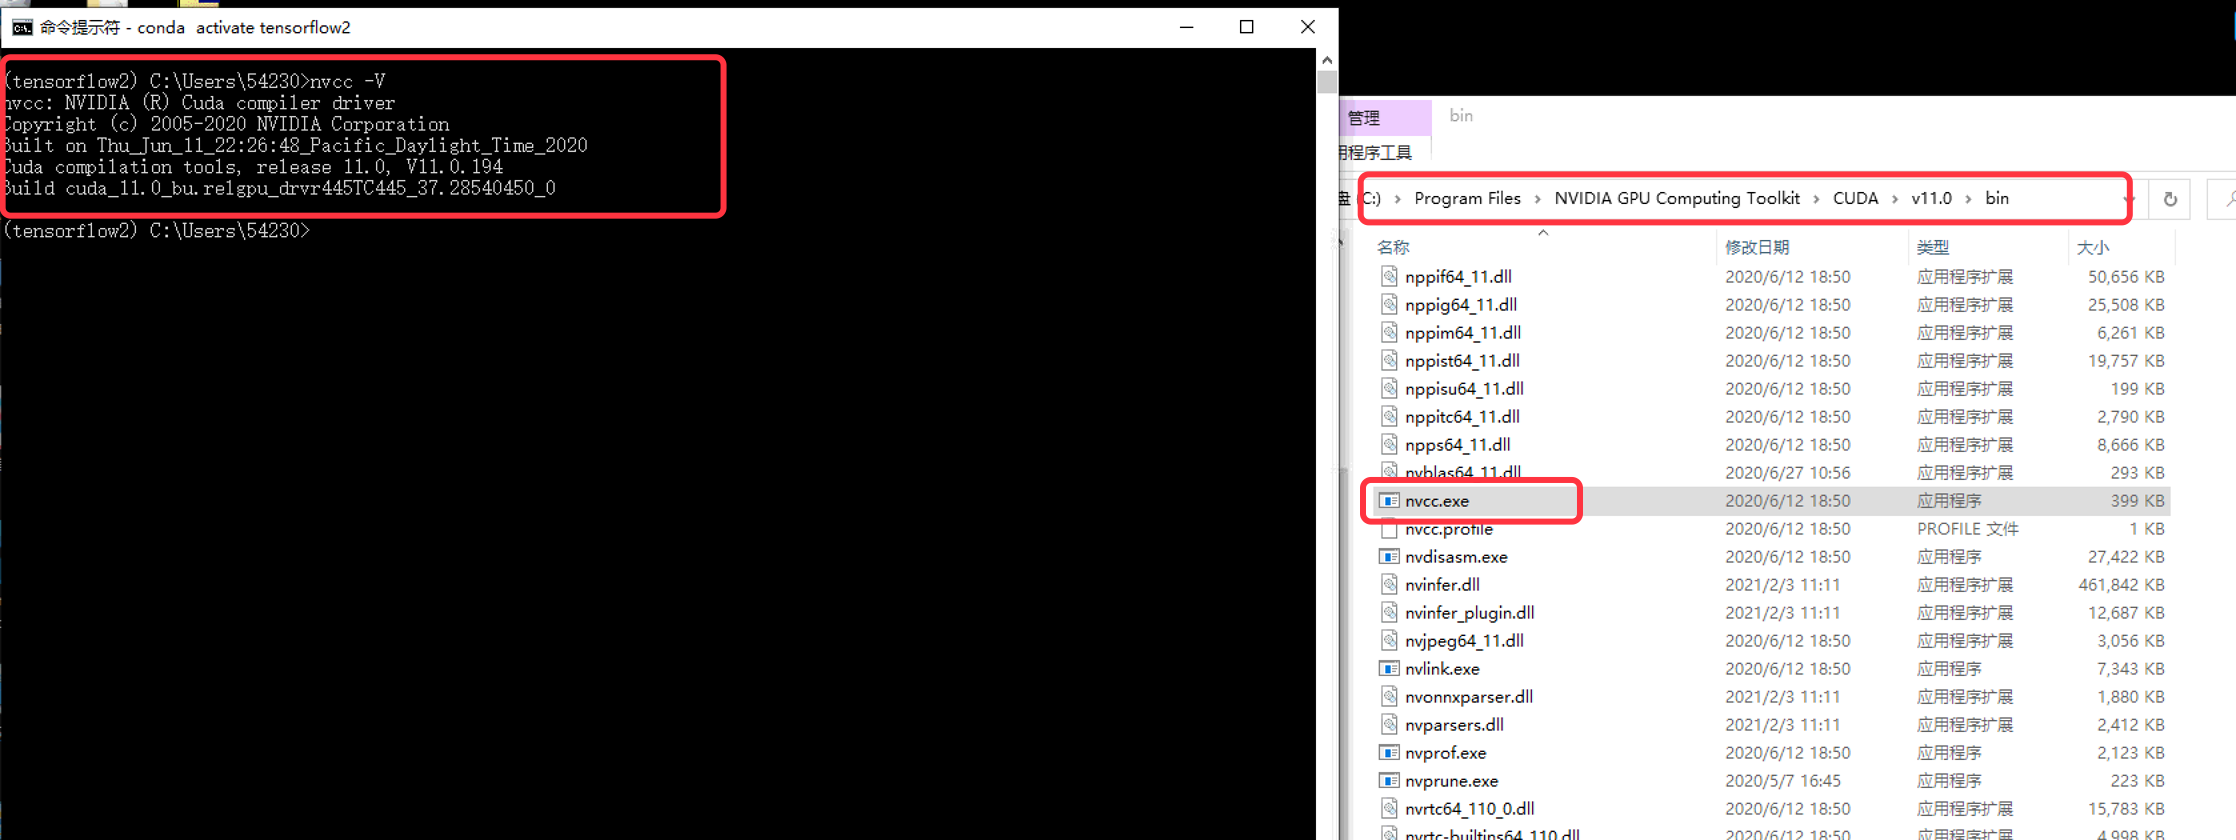 命令提示符 - conda  activate tensorflow2
(tensorflow2) C:\Users\54230>nvcc -V
nvcc: NVIDIA (R) Cuda compiler driver
Copyright (c) 2005-2020 NVIDIA Corporation
Built on Thu_Jun_11_22:26:48_Pacific_Daylight_Time_2020
Cuda compilation tools, release 11.0, V11.0.194
Build cuda_11.0_bu.relgpu_drvr445TC445_37.28540450_0
(tensorflow2) C:\Users\54230>
管理 bin
用程序工具
盘 (C:) > Program Files > NVIDIA GPU Computing Toolkit > CUDA > v11.0 > bin
名称 修改日期 类型 大小
nppif64_11.dll 2020/6/12 18:50 应用程序扩展 50,656 KB
nppig64_11.dll 2020/6/12 18:50 应用程序扩展 25,508 KB
nppim64_11.dll 2020/6/12 18:50 应用程序扩展 6,261 KB
nppist64_11.dll 2020/6/12 18:50 应用程序扩展 19,757 KB
nppisu64_11.dll 2020/6/12 18:50 应用程序扩展 199 KB
nppitc64_11.dll 2020/6/12 18:50 应用程序扩展 2,790 KB
npps64_11.dll 2020/6/12 18:50 应用程序扩展 8,666 KB
nvblas64_11.dll 2020/6/27 10:56 应用程序扩展 293 KB
nvcc.exe 2020/6/12 18:50 应用程序 399 KB
nvcc.profile 2020/6/12 18:50 PROFILE 文件 1 KB
nvdisasm.exe 2020/6/12 18:50 应用程序 27,422 KB
nvinfer.dll 2021/2/3 11:11 应用程序扩展 461,842 KB
nvinfer_plugin.dll 2021/2/3 11:11 应用程序扩展 12,687 KB
nvjpeg64_11.dll 2020/6/12 18:50 应用程序扩展 3,056 KB
nvlink.exe 2020/6/12 18:50 应用程序 7,343 KB
nvonnxparser.dll 2021/2/3 11:11 应用程序扩展 1,880 KB
nvparsers.dll 2021/2/3 11:11 应用程序扩展 2,412 KB
nvprof.exe 2020/6/12 18:50 应用程序 2,123 KB
nvprune.exe 2020/5/7 16:45 应用程序 223 KB
nvrtc64_110_0.dll 2020/6/12 18:50 应用程序扩展 15,783 KB
nvrtc-builtins64_110.dll 2020/6/12 18:50 应用程序扩展 4,998 KB